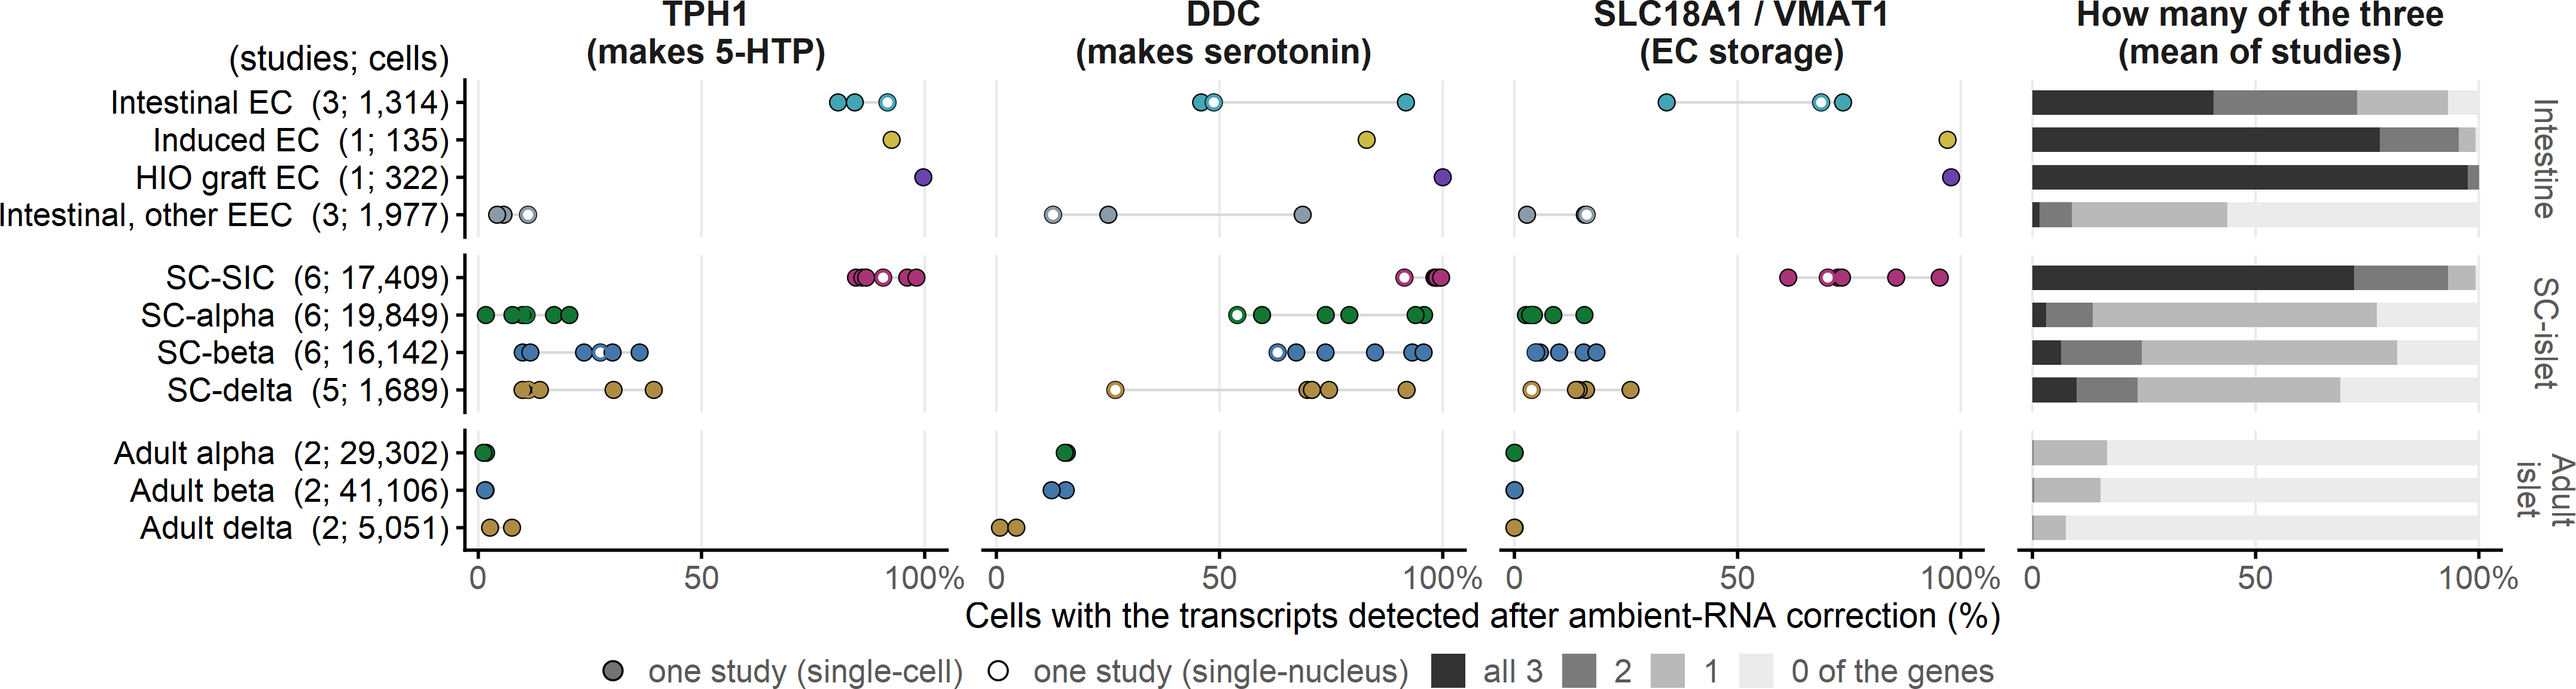 TPH1
(makes 5-HTP)
DDC
(makes serotonin)
SLC18A1 / VMAT1
(EC storage)
How many of the three
(mean of studies)
(studies; cells)
Intestinal EC (3; 1,314)
Induced EC (1; 135)
HIO graft EC (1; 322)
Intestinal, other EEC (3; 1,977)
Intestine
SC-SIC (6; 17,409)
SC-alpha (6; 19,849)
SC-beta (6; 16,142)
SC-delta (5; 1,689)
SC-islet
Adult alpha (2; 29,302)
Adult beta (2; 41,106)
Adult delta (2; 5,051)
Adult
islet
0 50 100%
0 50 100%
0 50 100%
0 50 100%
Cells with the transcripts detected after ambient-RNA correction (%)
one study (single-cell) one study (single-nucleus) all 3 2 1 0 of the genes